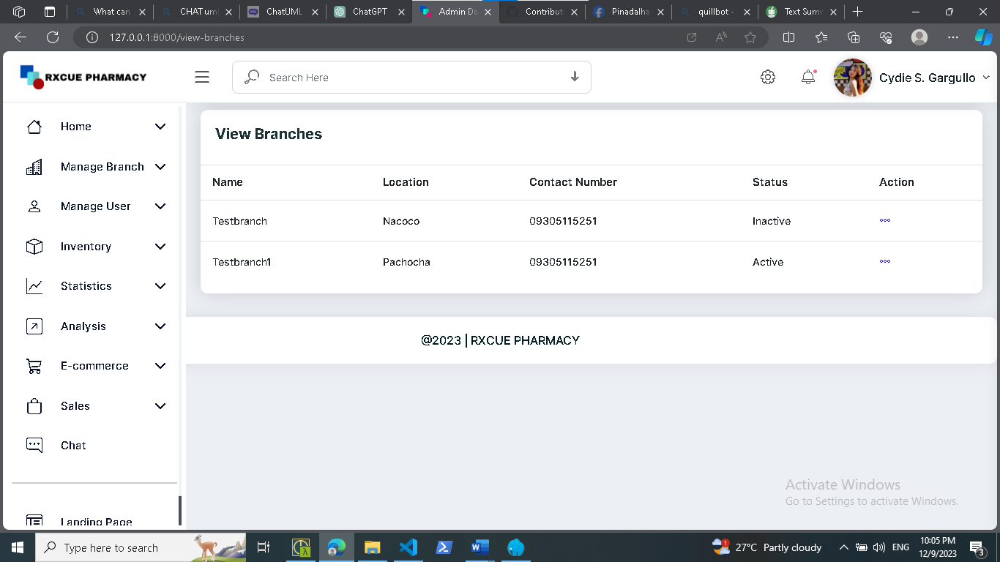 What can
CHAT uml
ChatUML
ChatGPT
Admin Da
Contribut
Pinadalha
quillbot -
Text Summ
127.0.0.1:8000/view-branches
RXCUE PHARMACY
Search Here
Cydie S. Gargullo
Home
Manage Branch
Manage User
Inventory
Statistics
Analysis
E-commerce
Sales
Chat
Landing Page
View Branches
Name Location Contact Number Status Action
Testbranch Nacoco 09305115251 Inactive
Testbranch1 Pachocha 09305115251 Active
@2023 | RXCUE PHARMACY
Activate Windows
Go to Settings to activate Windows.
Type here to search
1
27°C Partly cloudy
ENG
10:05 PM
12/9/2023
3